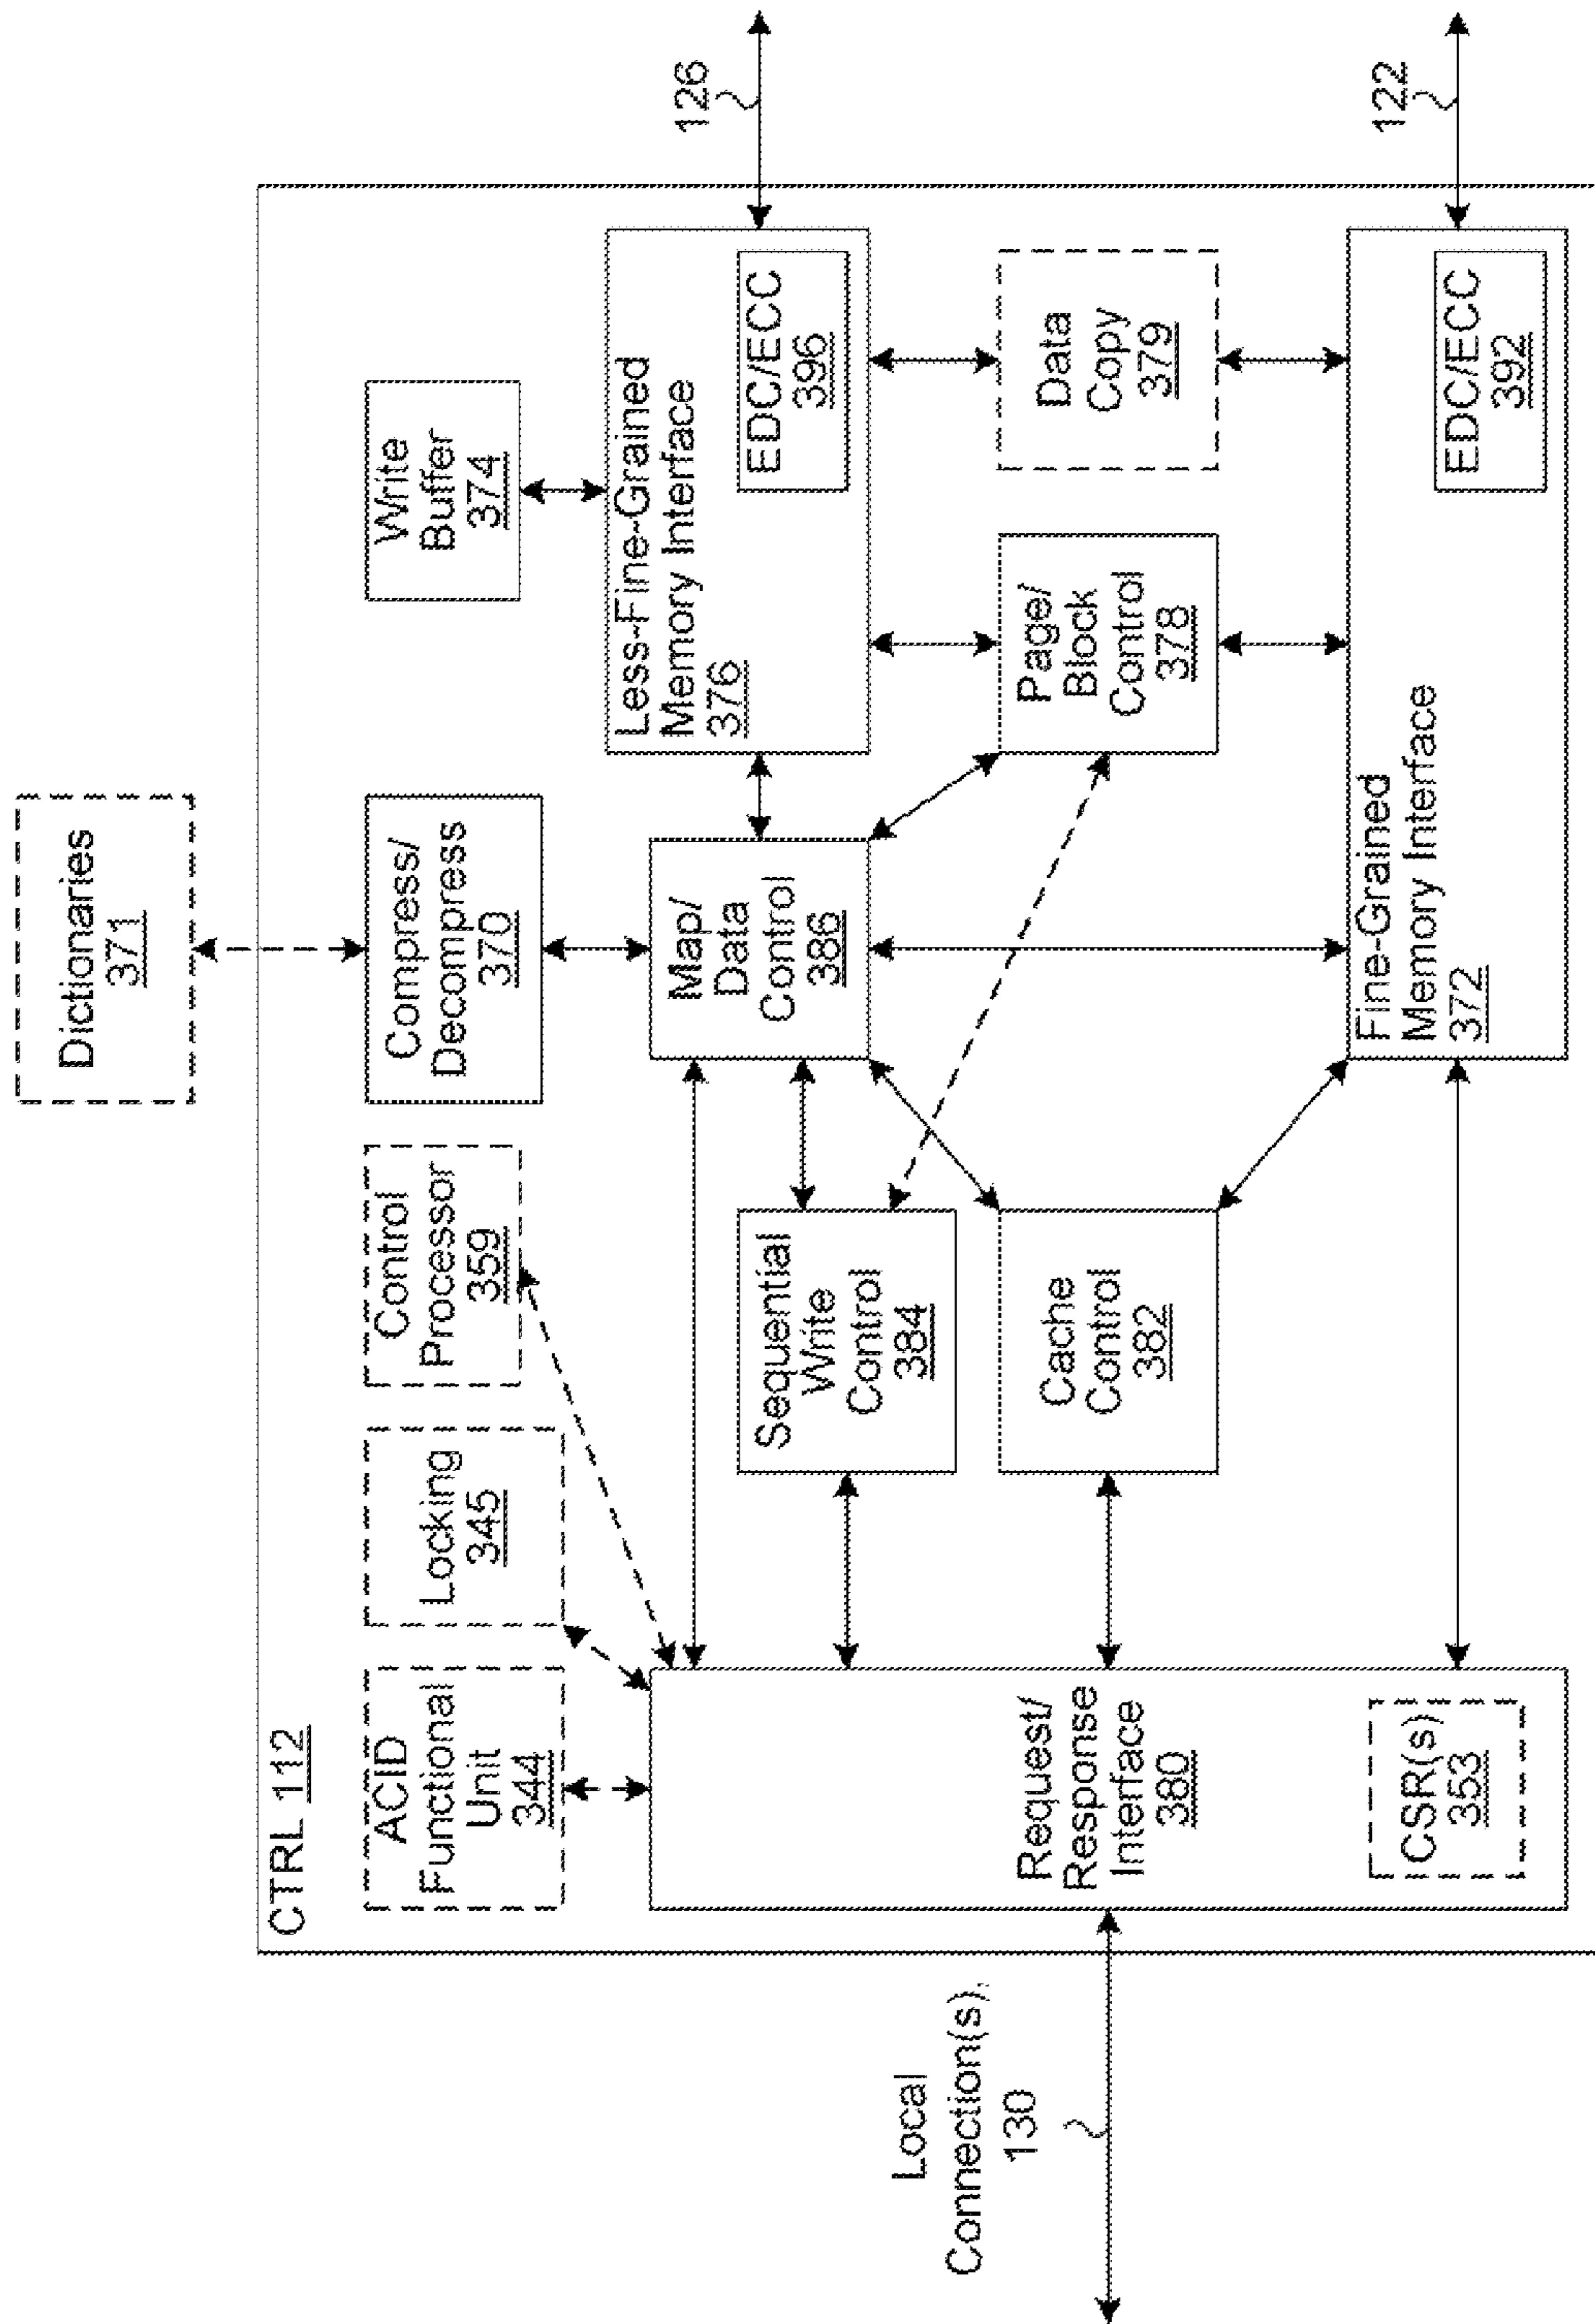 Dictionaries
371
CTRL 112
ACID
Functional
Unit
344
Locking
345
Control
Processor
359
Compress/
Decompress
370
Write
Buffer
374
Less-Fine-Grained
Memory Interface
376
EDC/ECC
396
126
Map/
Data
Control
386
Sequential
Write
Control
384
Local
Connection(s),
130
Request/
Response
Interface
380
CSR(s)
353
Cache
Control
382
Page/
Block
Control
378
Data
Copy
379
Fine-Grained
Memory Interface
372
EDC/ECC
392
122